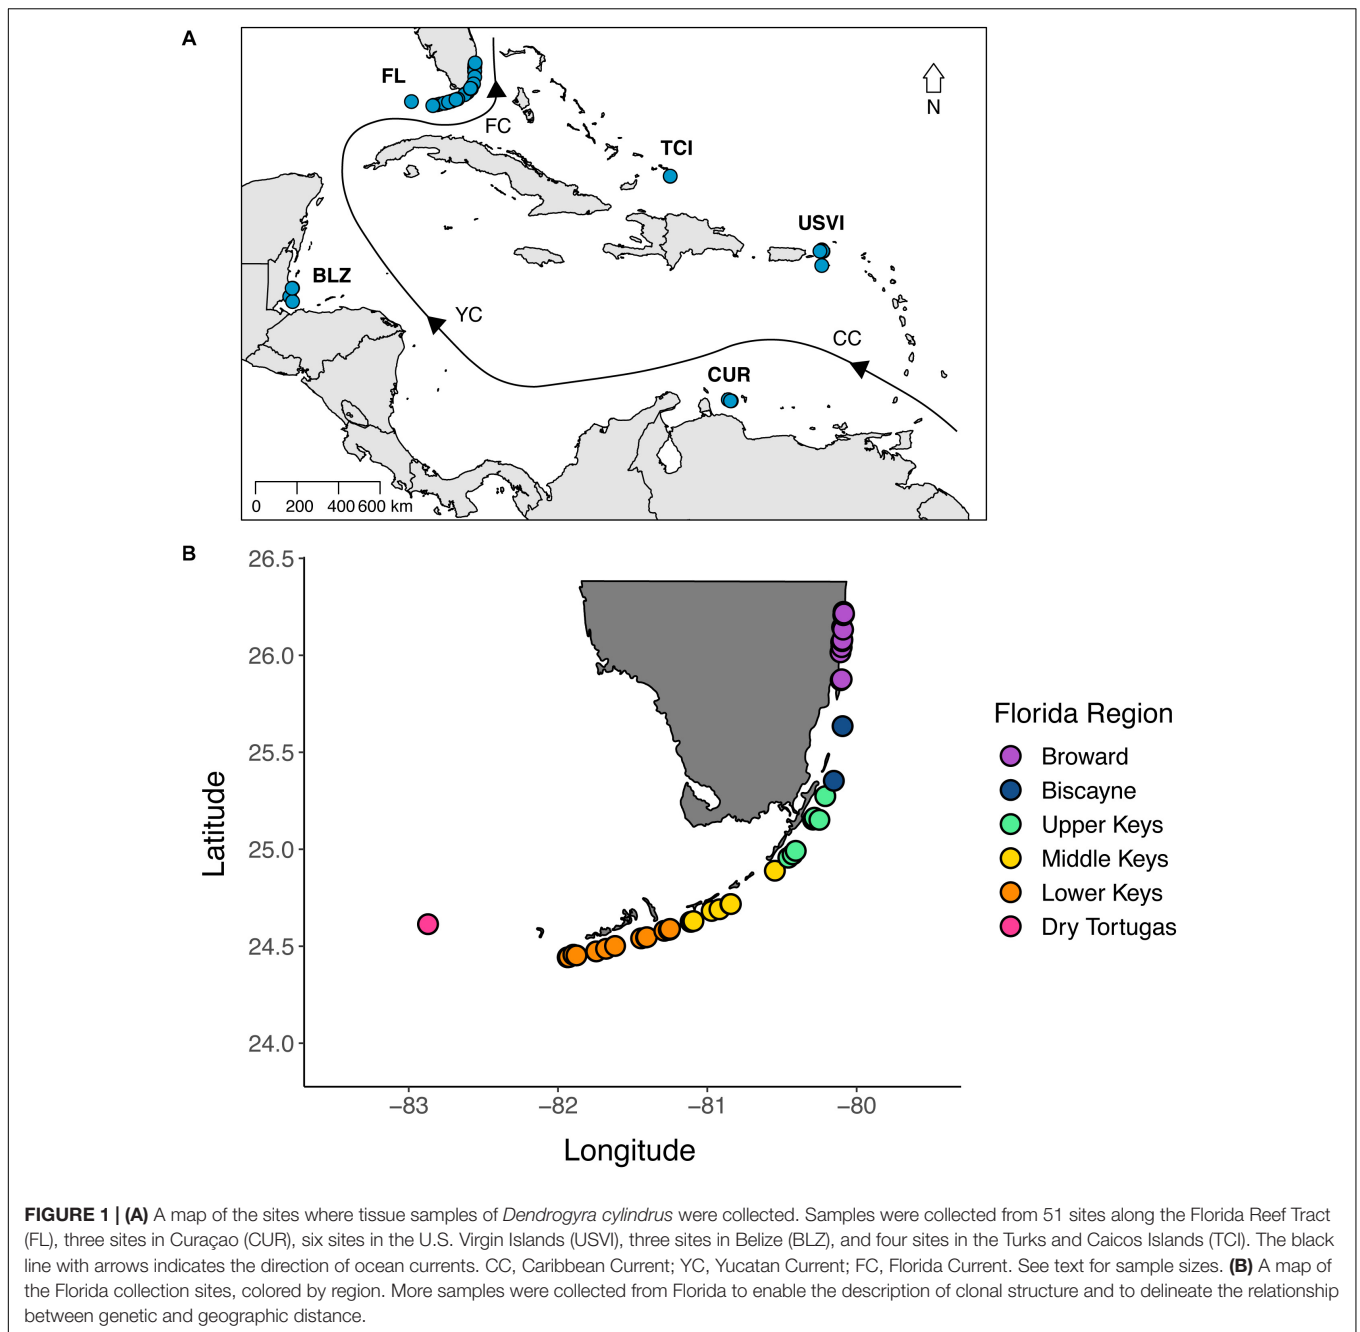 A
FL
FC
N
TCI
USVI
BLZ
YC
CC
CUR
0 200 400 600 km
B
26.5
26.0
25.5
25.0
24.5
24.0
Latitude
−83 −82 −81 −80
Longitude
Florida Region
Broward
Biscayne
Upper Keys
Middle Keys
Lower Keys
Dry Tortugas
FIGURE 1 | (A) A map of the sites where tissue samples of Dendrogyra cylindrus were collected. Samples were collected from 51 sites along the Florida Reef Tract
(FL), three sites in Curaçao (CUR), six sites in the U.S. Virgin Islands (USVI), three sites in Belize (BLZ), and four sites in the Turks and Caicos Islands (TCI). The black
line with arrows indicates the direction of ocean currents. CC, Caribbean Current; YC, Yucatan Current; FC, Florida Current. See text for sample sizes. (B) A map of
the Florida collection sites, colored by region. More samples were collected from Florida to enable the description of clonal structure and to delineate the relationship
between genetic and geographic distance.